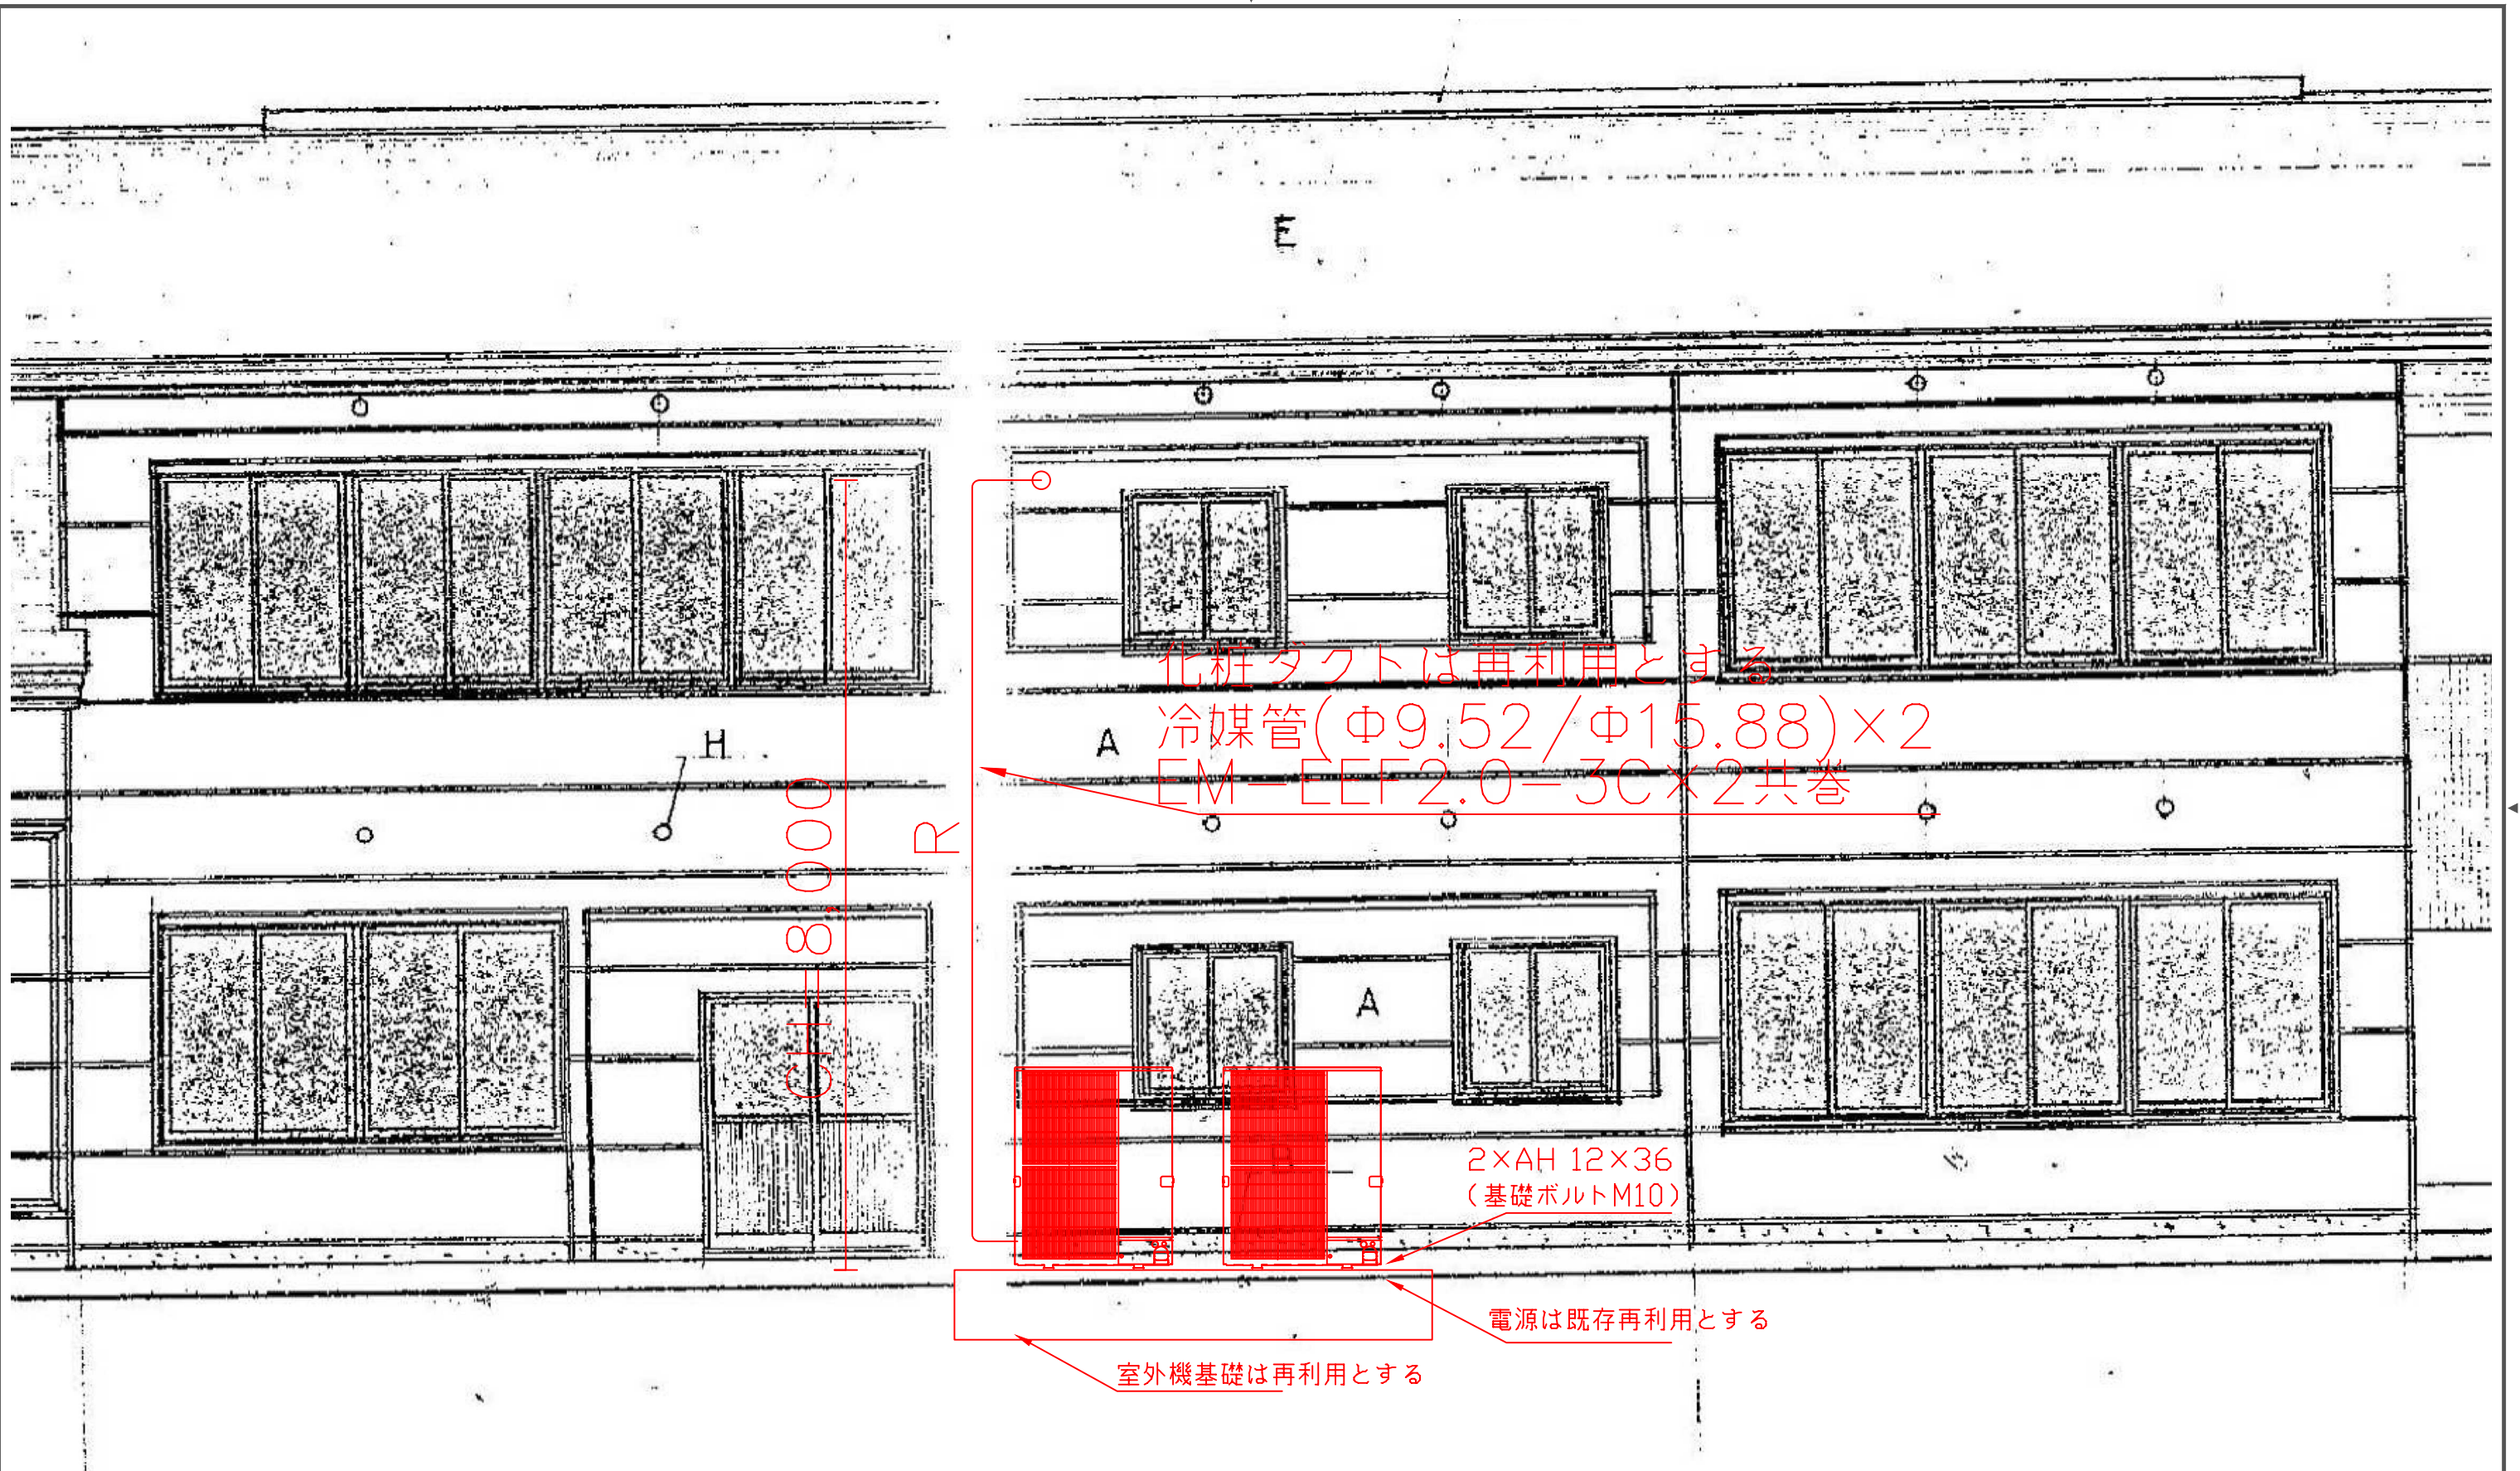 E
化粧ダクトは再利用とする
冷媒管(Φ9.52/Φ15.88)×2
EM−EEF2.0−3C×2共巻
H
A
R
CH=8,000
A
2×AH 12×36
(基礎ボルトM10)
電源は既存再利用とする
室外機基礎は再利用とする